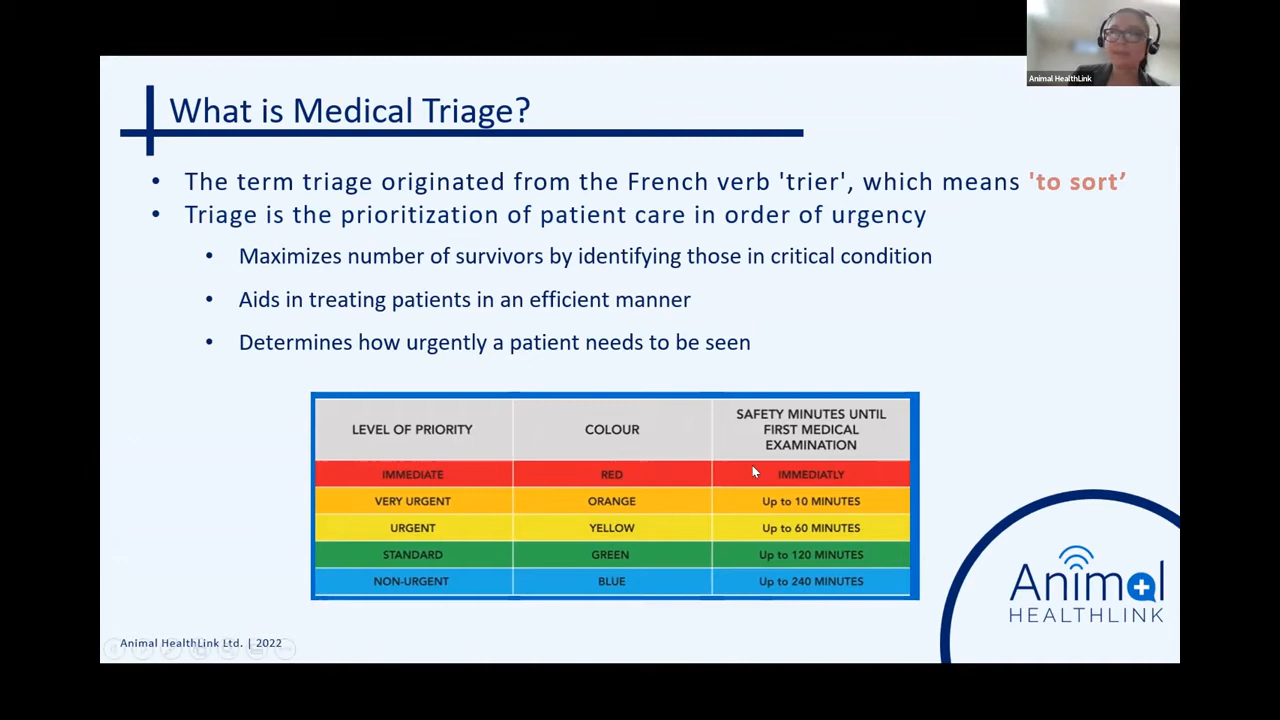 Animal HealthLink
What is Medical Triage?
• The term triage originated from the French verb 'trier', which means 'to sort’
• Triage is the prioritization of patient care in order of urgency
• Maximizes number of survivors by identifying those in critical condition
• Aids in treating patients in an efficient manner
• Determines how urgently a patient needs to be seen
LEVEL OF PRIORITY COLOUR SAFETY MINUTES UNTIL
FIRST MEDICAL
EXAMINATION
IMMEDIATE RED IMMEDIATLY
VERY URGENT ORANGE Up to 10 MINUTES
URGENT YELLOW Up to 60 MINUTES
STANDARD GREEN Up to 120 MINUTES
NON-URGENT BLUE Up to 240 MINUTES
Animal
HEALTHLINK
Animal HealthLink Ltd. | 2022